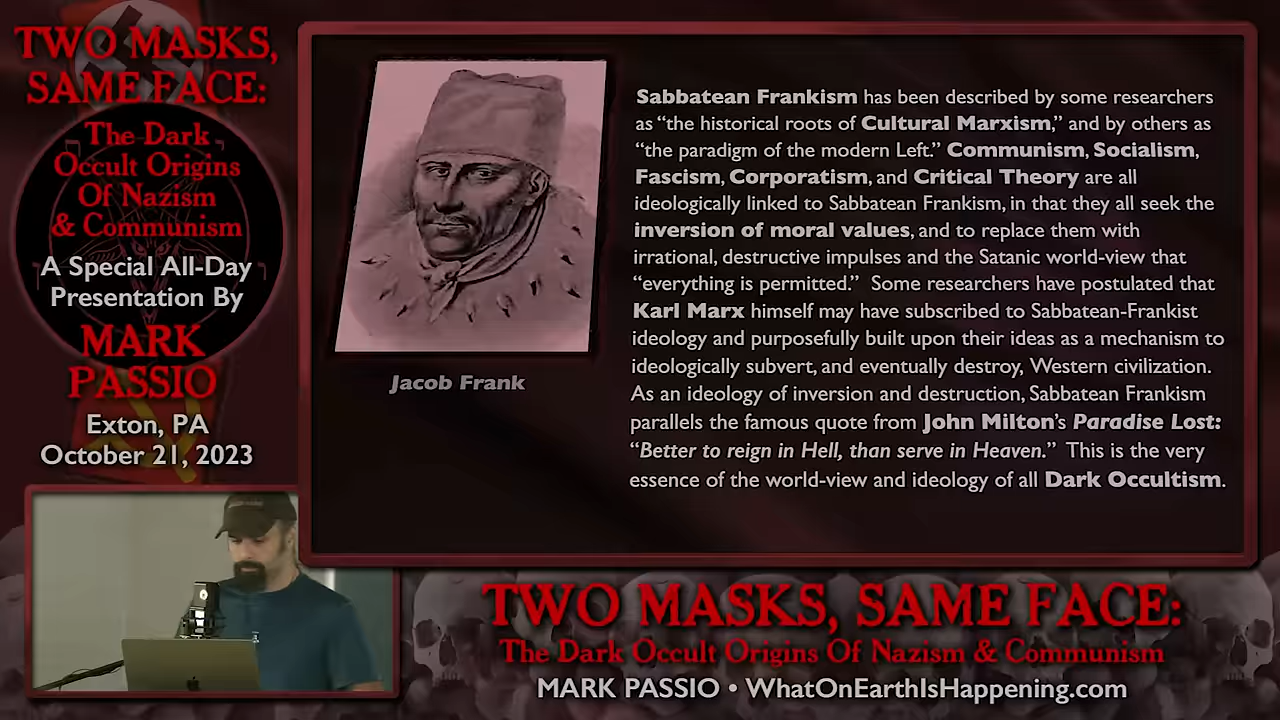 TWO MASKS,
SAME FACE:
The Dark
Occult Origins
Of Nazism
& Communism
A Special All-Day
Presentation By
MARK
PASSIO
Exton, PA
October 21, 2023
Jacob Frank
Sabbatean Frankism has been described by some researchers
as “the historical roots of Cultural Marxism,” and by others as
“the paradigm of the modern Left.” Communism, Socialism,
Fascism, Corporatism, and Critical Theory are all
ideologically linked to Sabbatean Frankism, in that they all seek the
inversion of moral values, and to replace them with
irrational, destructive impulses and the Satanic world-view that
“everything is permitted.” Some researchers have postulated that
Karl Marx himself may have subscribed to Sabbatean-Frankist
ideology and purposefully built upon their ideas as a mechanism to
ideologically subvert, and eventually destroy, Western civilization.
As an ideology of inversion and destruction, Sabbatean Frankism
parallels the famous quote from John Milton’s Paradise Lost:
“Better to reign in Hell, than serve in Heaven.” This is the very
essence of the world-view and ideology of all Dark Occultism.
TWO MASKS, SAME FACE:
The Dark Occult Origins Of Nazism & Communism
MARK PASSIO • WhatOnEarthIsHappening.com